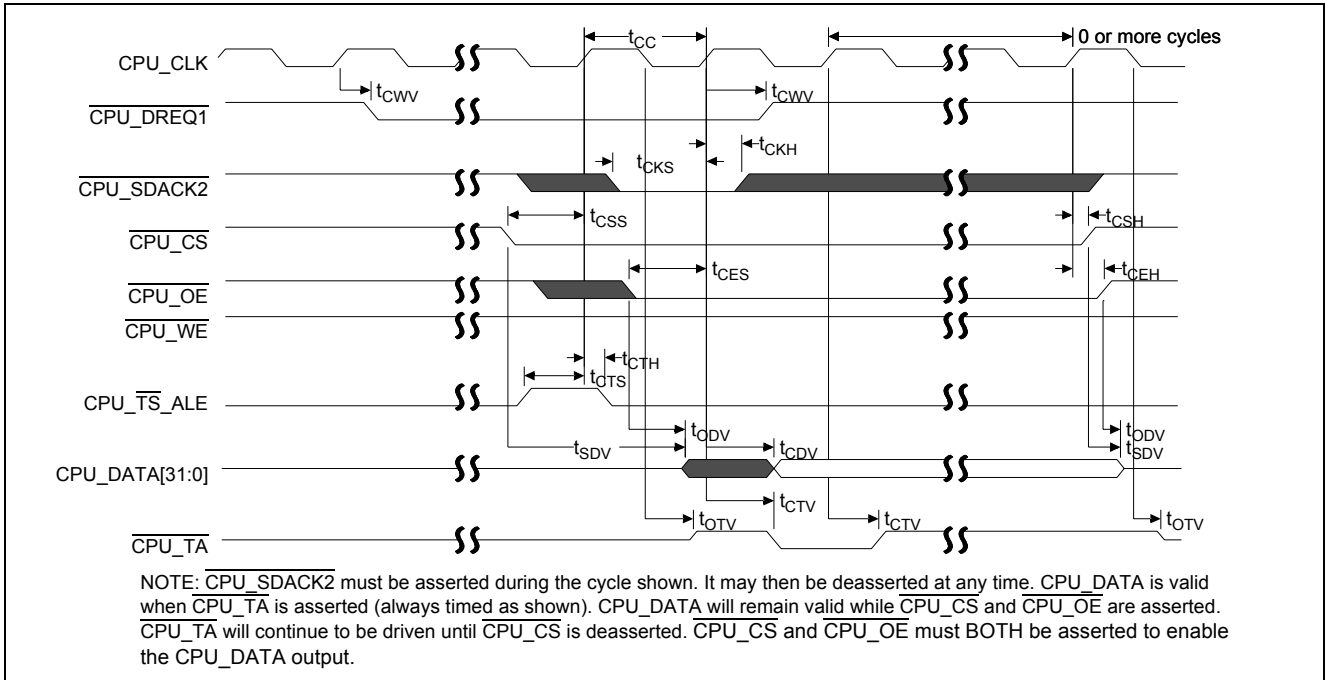 tCC
0 or more cycles
CPU_CLK
tCWV
tCWV
CPU_DREQ1
tCKH
tCKS
CPU_SDACK2
tCSS
tCSH
CPU_CS
tCES
tCEH
CPU_OE
CPU_WE
tCTH
tCTS
CPU_TS_ALE
tODV
tODV
tSDV
tCDV
tSDV
CPU_DATA[31:0]
tCTV
tOTV
tCTV
tOTV
CPU_TA
NOTE: CPU_SDACK2 must be asserted during the cycle shown. It may then be deasserted at any time. CPU_DATA is valid
when CPU_TA is asserted (always timed as shown). CPU_DATA will remain valid while CPU_CS and CPU_OE are asserted.
CPU_TA will continue to be driven until CPU_CS is deasserted. CPU_CS and CPU_OE must BOTH be asserted to enable
the CPU_DATA output.